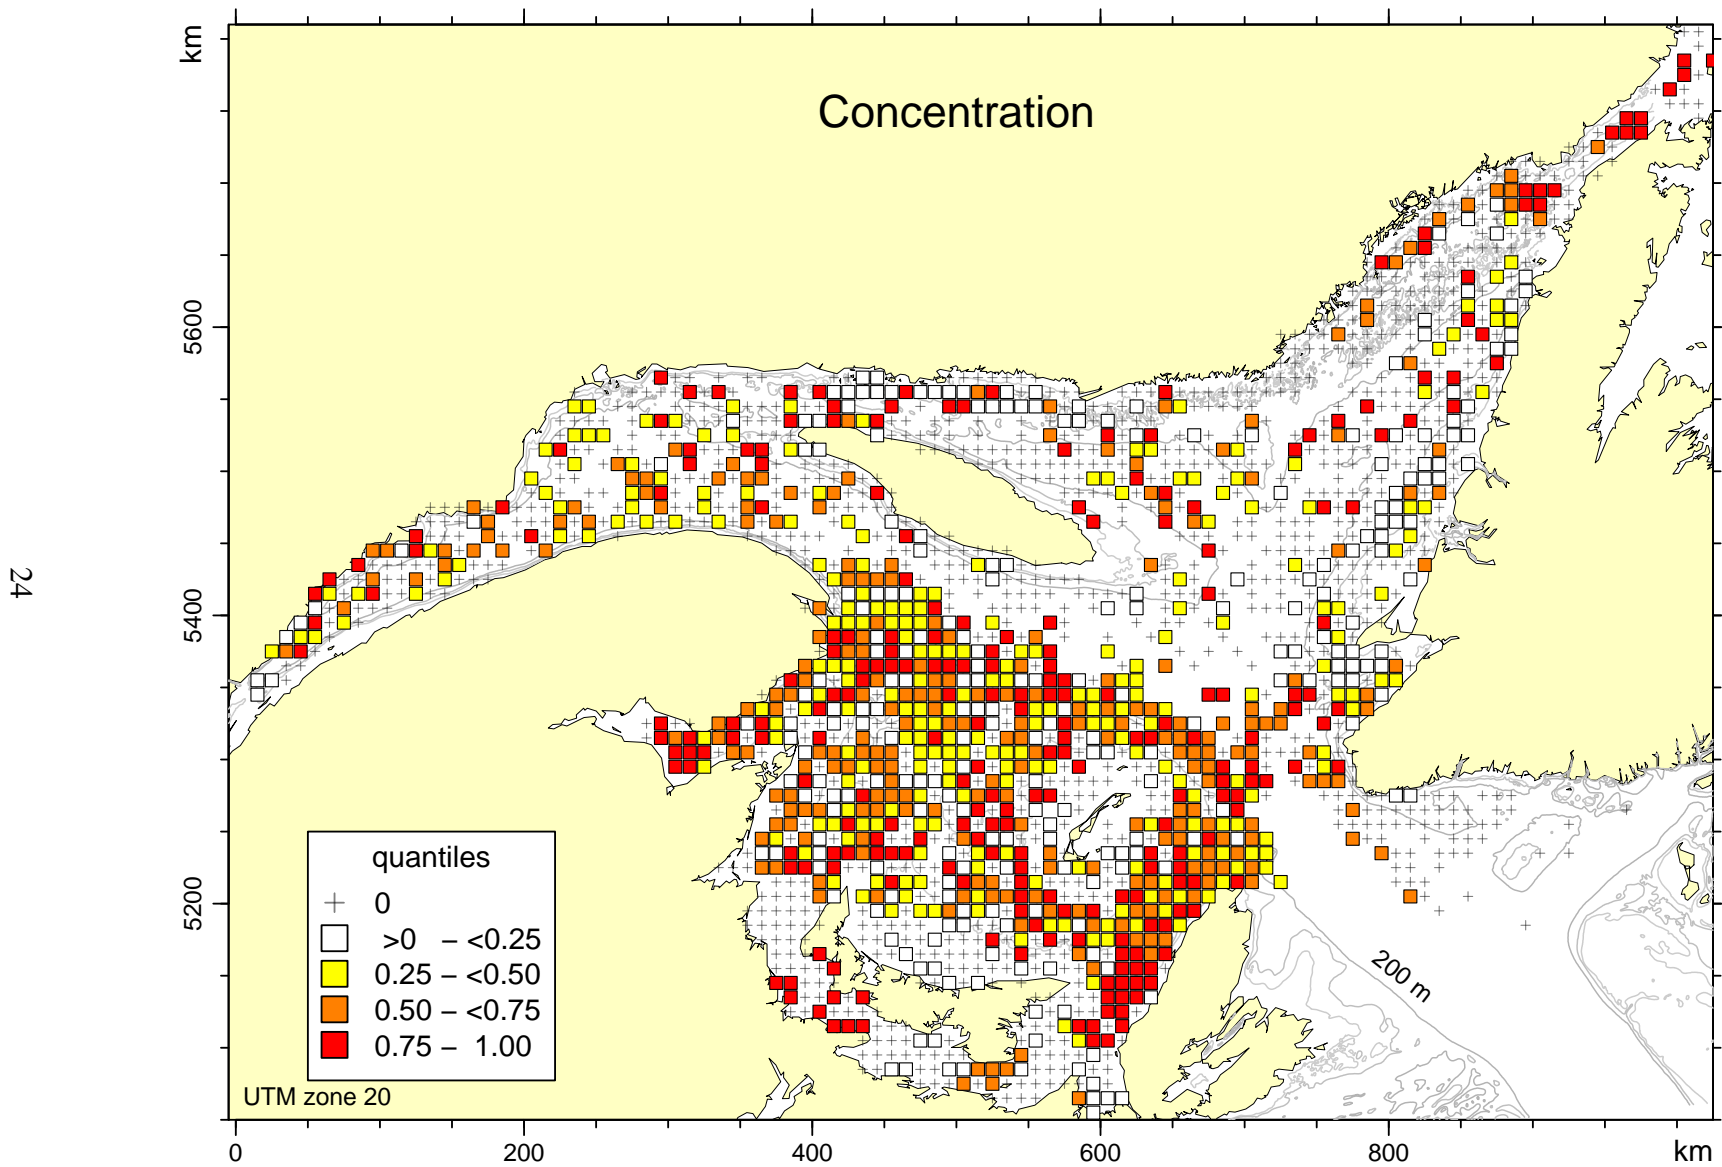 km
Concentration
5600
5400
5200
24
quantiles
0
>0 – <0.25
0.25 – <0.50
0.50 – <0.75
0.75 – 1.00
UTM zone 20
200 m
0 200 400 600 800 km